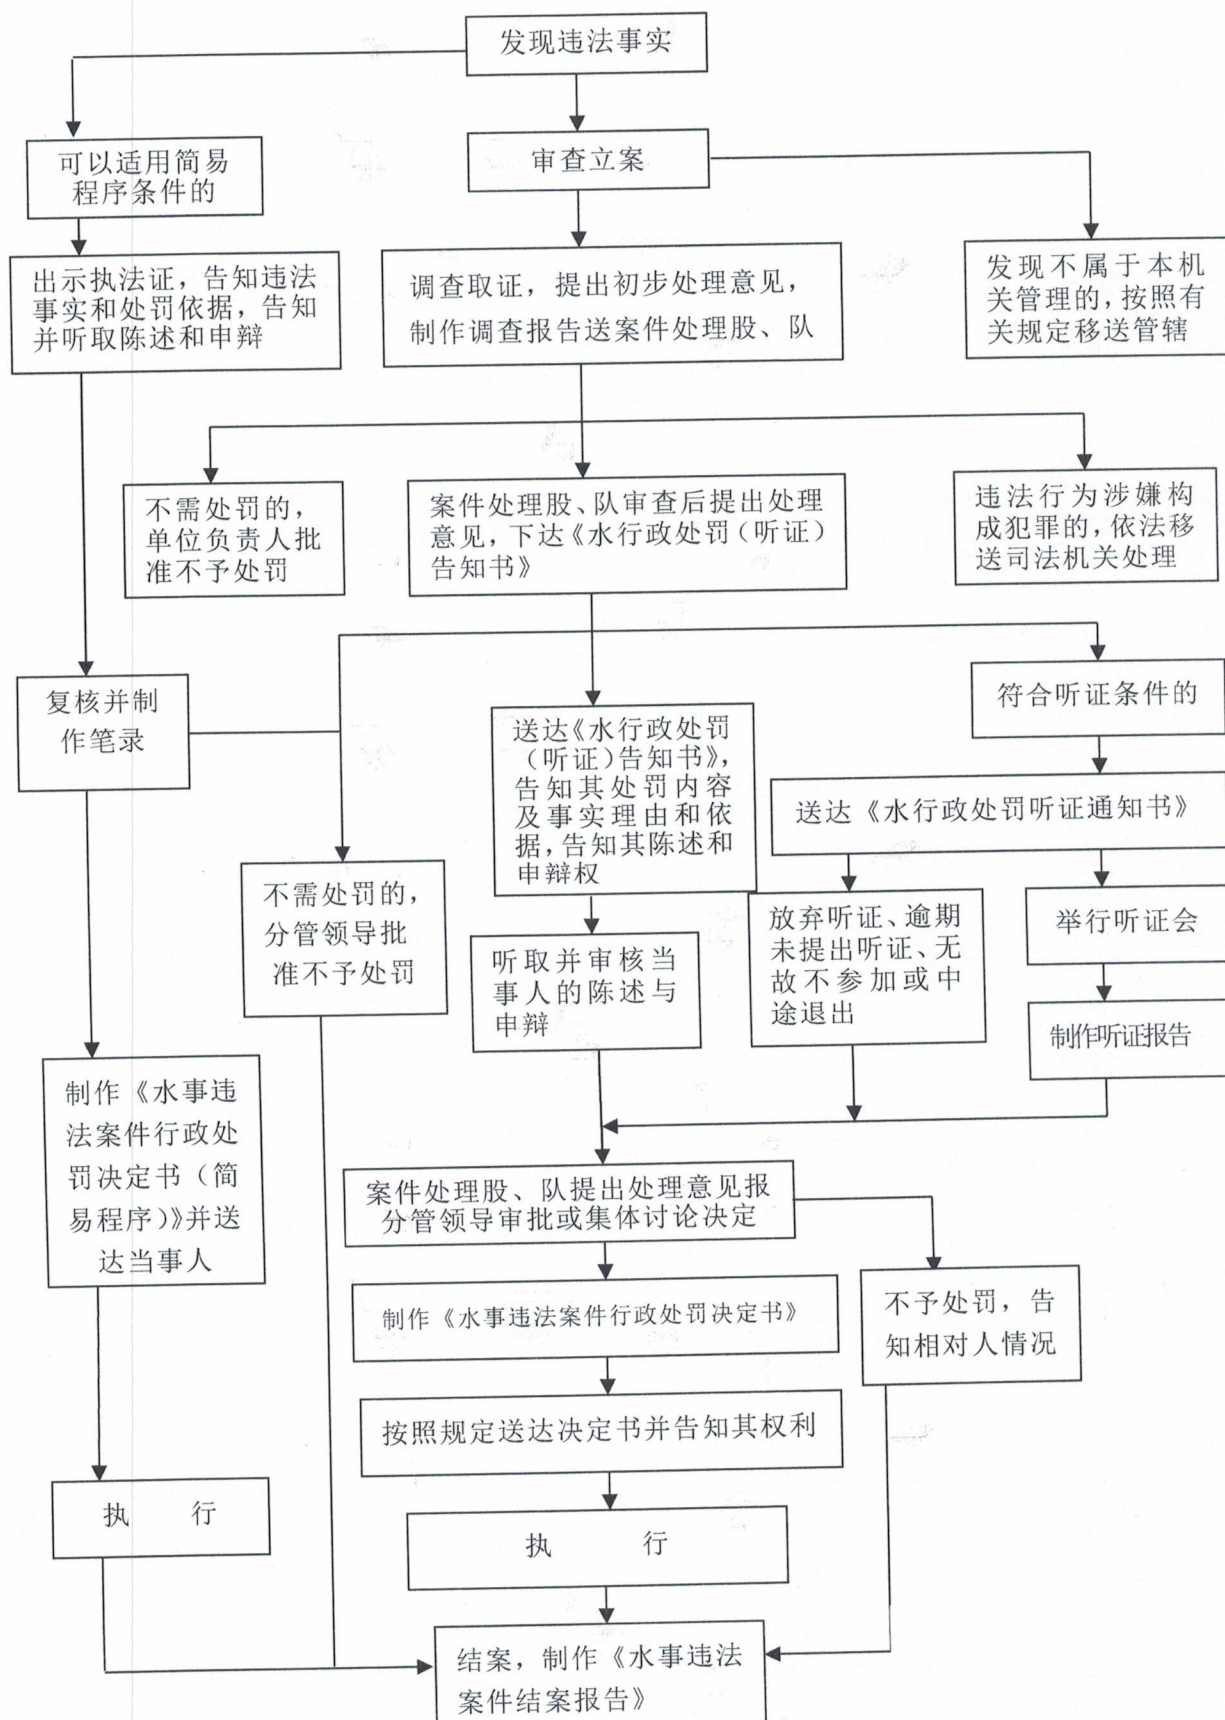 发现违法事实
可以适用简易
程序条件的
审查立案
出示执法证，告知违法
事实和处罚依据，告知
并听取陈述和申辩
调查取证，提出初步处理意见，
制作调查报告送案件处理股、队
发现不属于本机
关管理的，按照有
关规定移送管辖
不需处罚的，
单位负责人批
准不予处罚
案件处理股、队审查后提出处理
意见，下达《水行政处罚（听证）
告知书》
违法行为涉嫌构
成犯罪的，依法移
送司法机关处理
复核并制
作笔录
送达《水行政处罚
（听证）告知书》，
告知其处罚内容
及事实理由和依
据，告知其陈述和
申辩权
符合听证条件的
送达《水行政处罚听证通知书》
不需处罚的，
分管领导批
准不予处罚
听取并审核当
事人的陈述与
申辩
放弃听证、逾期
未提出听证、无
故不参加或中
途退出
举行听证会
制作听证报告
制作《水事违
法案件行政处
罚决定书（简
易程序）》并送
达当事人
案件处理股、队提出处理意见报
分管领导审批或集体讨论决定
制作《水事违法案件行政处罚决定书》
不予处罚，告
知相对人情况
按照规定送达决定书并告知其权利
执 行
执 行
结案，制作《水事违法
案件结案报告》